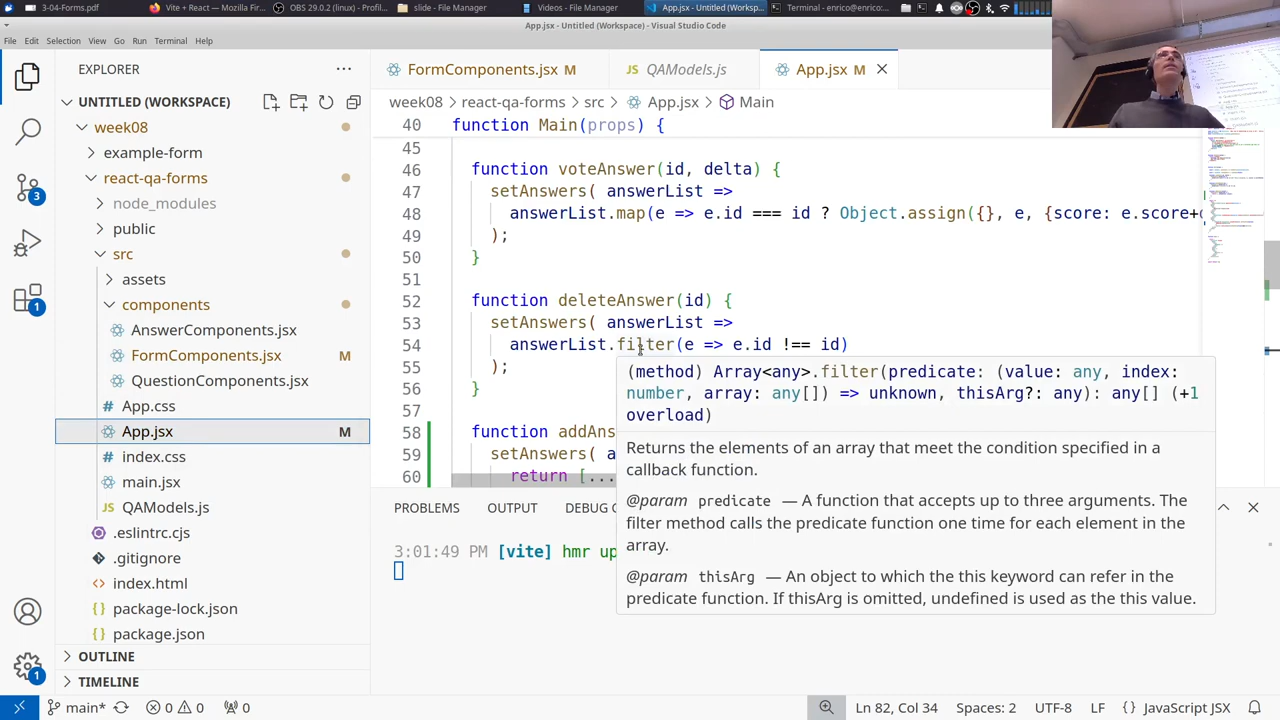 3-04-Forms.pdf
Vite + React — Mozilla Fir...
OBS 29.0.2 (linux) - Profil...
slide - File Manager
Videos - File Manager
App.jsx - Untitled (Workspa...
Terminal - enrico@enrico:...
App.jsx - Untitled (Workspace) - Visual Studio Code
File Edit Selection View Go Run Terminal Help
EXPLORER
FormComponents.jsx
QAModels.js
App.jsx M
UNTITLED (WORKSPACE)
src > App.jsx > Main
week08
simple-form
react-qa-forms
node_modules
public
src
assets
components
AnswerComponents.jsx
FormComponents.jsx M
QuestionComponents.jsx
App.css
App.jsx M
index.css
main.jsx
QAModels.js
.eslintrc.cjs
.gitignore
index.html
package-lock.json
package.json
OUTLINE
TIMELINE
45
46 function voteAnswer(id, delta) {
47 answerList =>
48 e.id === id Object.assign({}, e, {score: e.score+
49 );
50 }
51
52 function deleteAnswer(id) {
53 setAnswers( answerList =>
54 answerList.filter(e => e.id !== id)
55 );
56 }
57
58 function addAns
59 setAnswers( a
60 return [...
(method) Array<any>.filter(predicate: (value: any, index:
number, array: any[]) => unknown, thisArg?: any): any[] (+1
overload)
Returns the elements of an array that meet the condition specified in a
callback function.
@param predicate — A function that accepts up to three arguments. The
filter method calls the predicate function one time for each element in the
array.
@param thisArg — An object to which the this keyword can refer in the
predicate function. If thisArg is omitted, undefined is used as the this value.
PROBLEMS OUTPUT DEBUG C
3:01:49 PM [vite] hmr up
main* 0 0 0
Ln 82, Col 34 Spaces: 2 UTF-8 LF {} JavaScript JSX